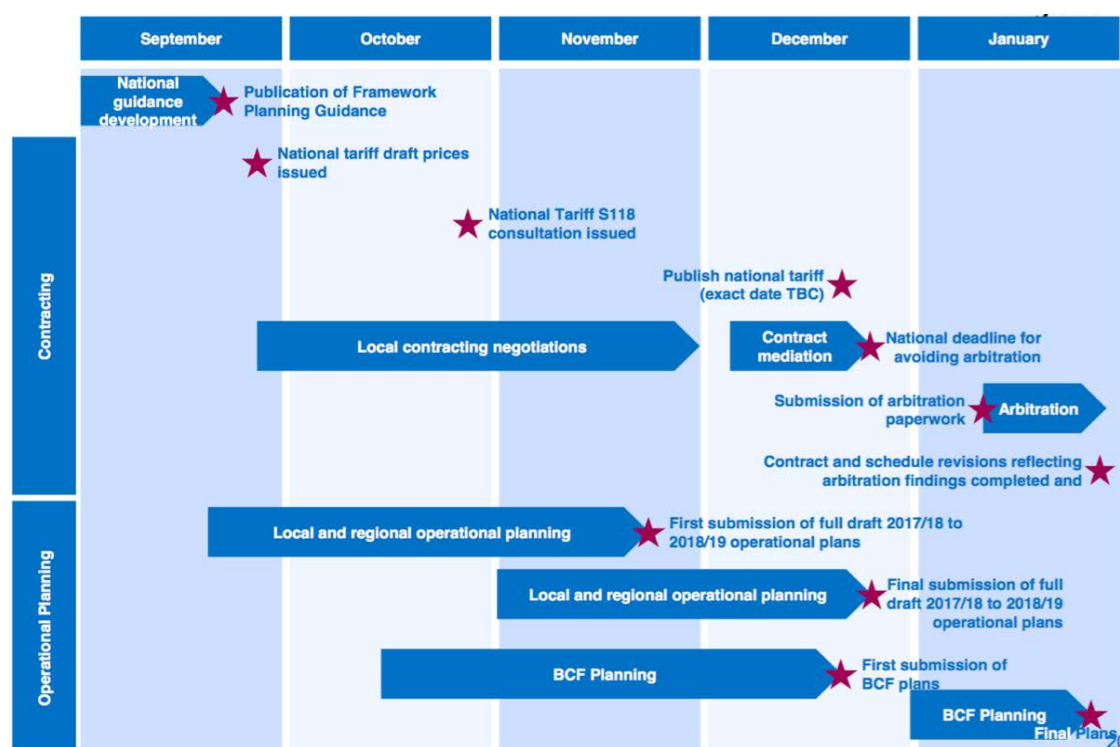 September
October
November
December
January
National
guidance
development
Publication of Framework
Planning Guidance
Contracting
National tariff draft prices
issued
National Tariff S118
consultation issued
Publish national tariff
(exact date TBC)
Local contracting negotiations
Contract
mediation
National deadline for
avoiding arbitration
Submission of arbitration
paperwork
Arbitration
Contract and schedule revisions reflecting
arbitration findings completed and
Operational Planning
Local and regional operational planning
First submission of full draft 2017/18 to
2018/19 operational plans
Local and regional operational planning
Final submission of full
draft 2017/18 to 2018/19
operational plans
BCF Planning
First submission of
BCF plans
BCF Planning
Final Plans